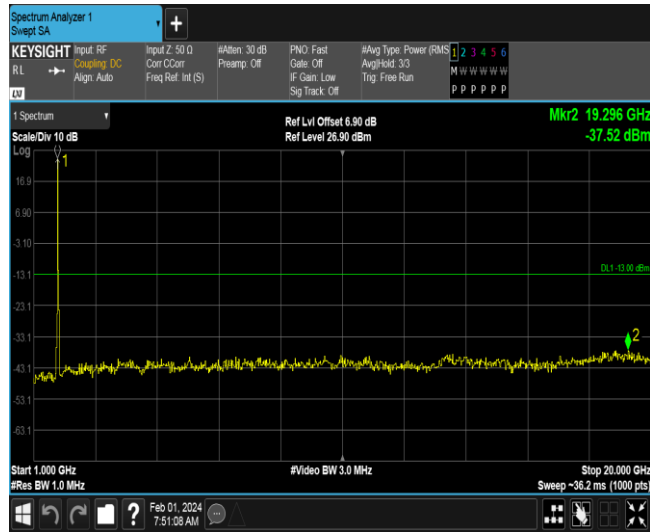 Spectrum Analyzer 1
Swept SA
+
KEYSIGHT Input: RF Input Z: 50 Ω #Atten: 30 dB PNO: Fast #Avg Type: Power (RMS 1 2 3 4 5 6
RL Coupling: DC Corr CCorr Preamp: Off Gate: Off Avg|Hold: 3/3 M W W W W W
Align: Auto Freq Ref: Int (S) IF Gain: Low Trig: Free Run
LXI Sig Track: Off P P P P P P
1 Spectrum Ref Lvl Offset 6.90 dB Mkr2 19.296 GHz
Scale/Div 10 dB Ref Level 26.90 dBm -37.52 dBm
Log
1
16.9
6.90
-3.10
-13.1 DL1 -13.00 dBm
-23.1
-33.1
2
-43.1
-53.1
-63.1
Start 1.000 GHz #Video BW 3.0 MHz Stop 20.000 GHz
#Res BW 1.0 MHz Sweep ~36.2 ms (1000 pts)
? Feb 01, 2024
7:51:08 AM